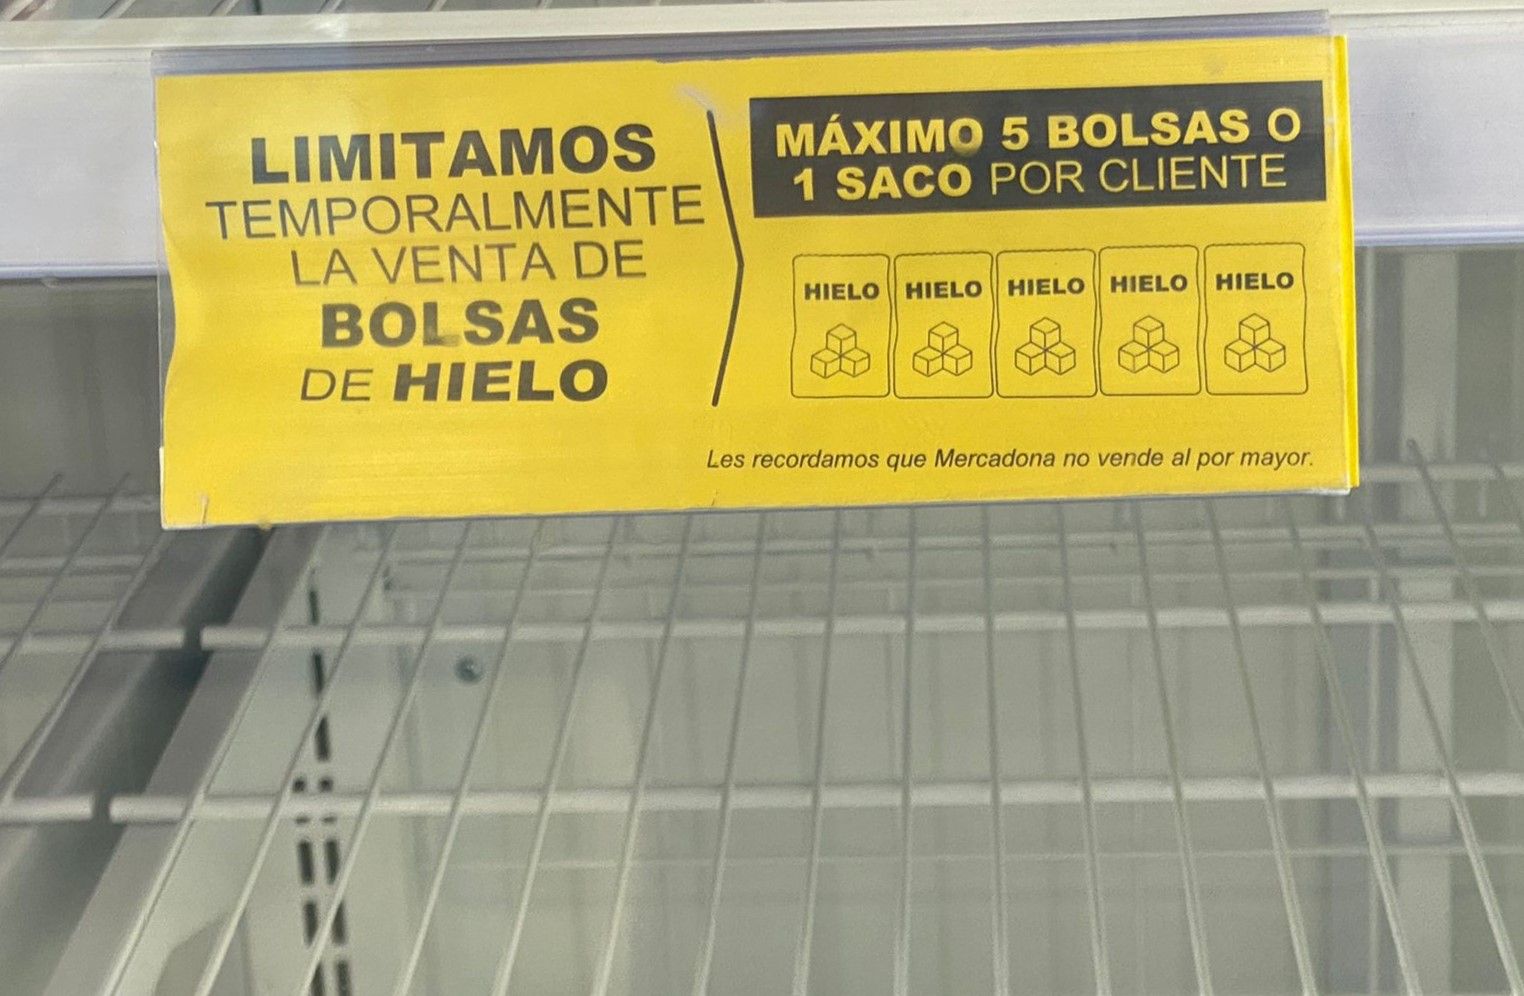 LIMITAMOS
TEMPORALMENTE
LA VENTA DE
BOLSAS
DE HIELO
MÁXIMO 5 BOLSAS O
1 SACO POR CLIENTE
HIELO HIELO HIELO HIELO HIELO
Les recordamos que Mercadona no vende al por mayor.